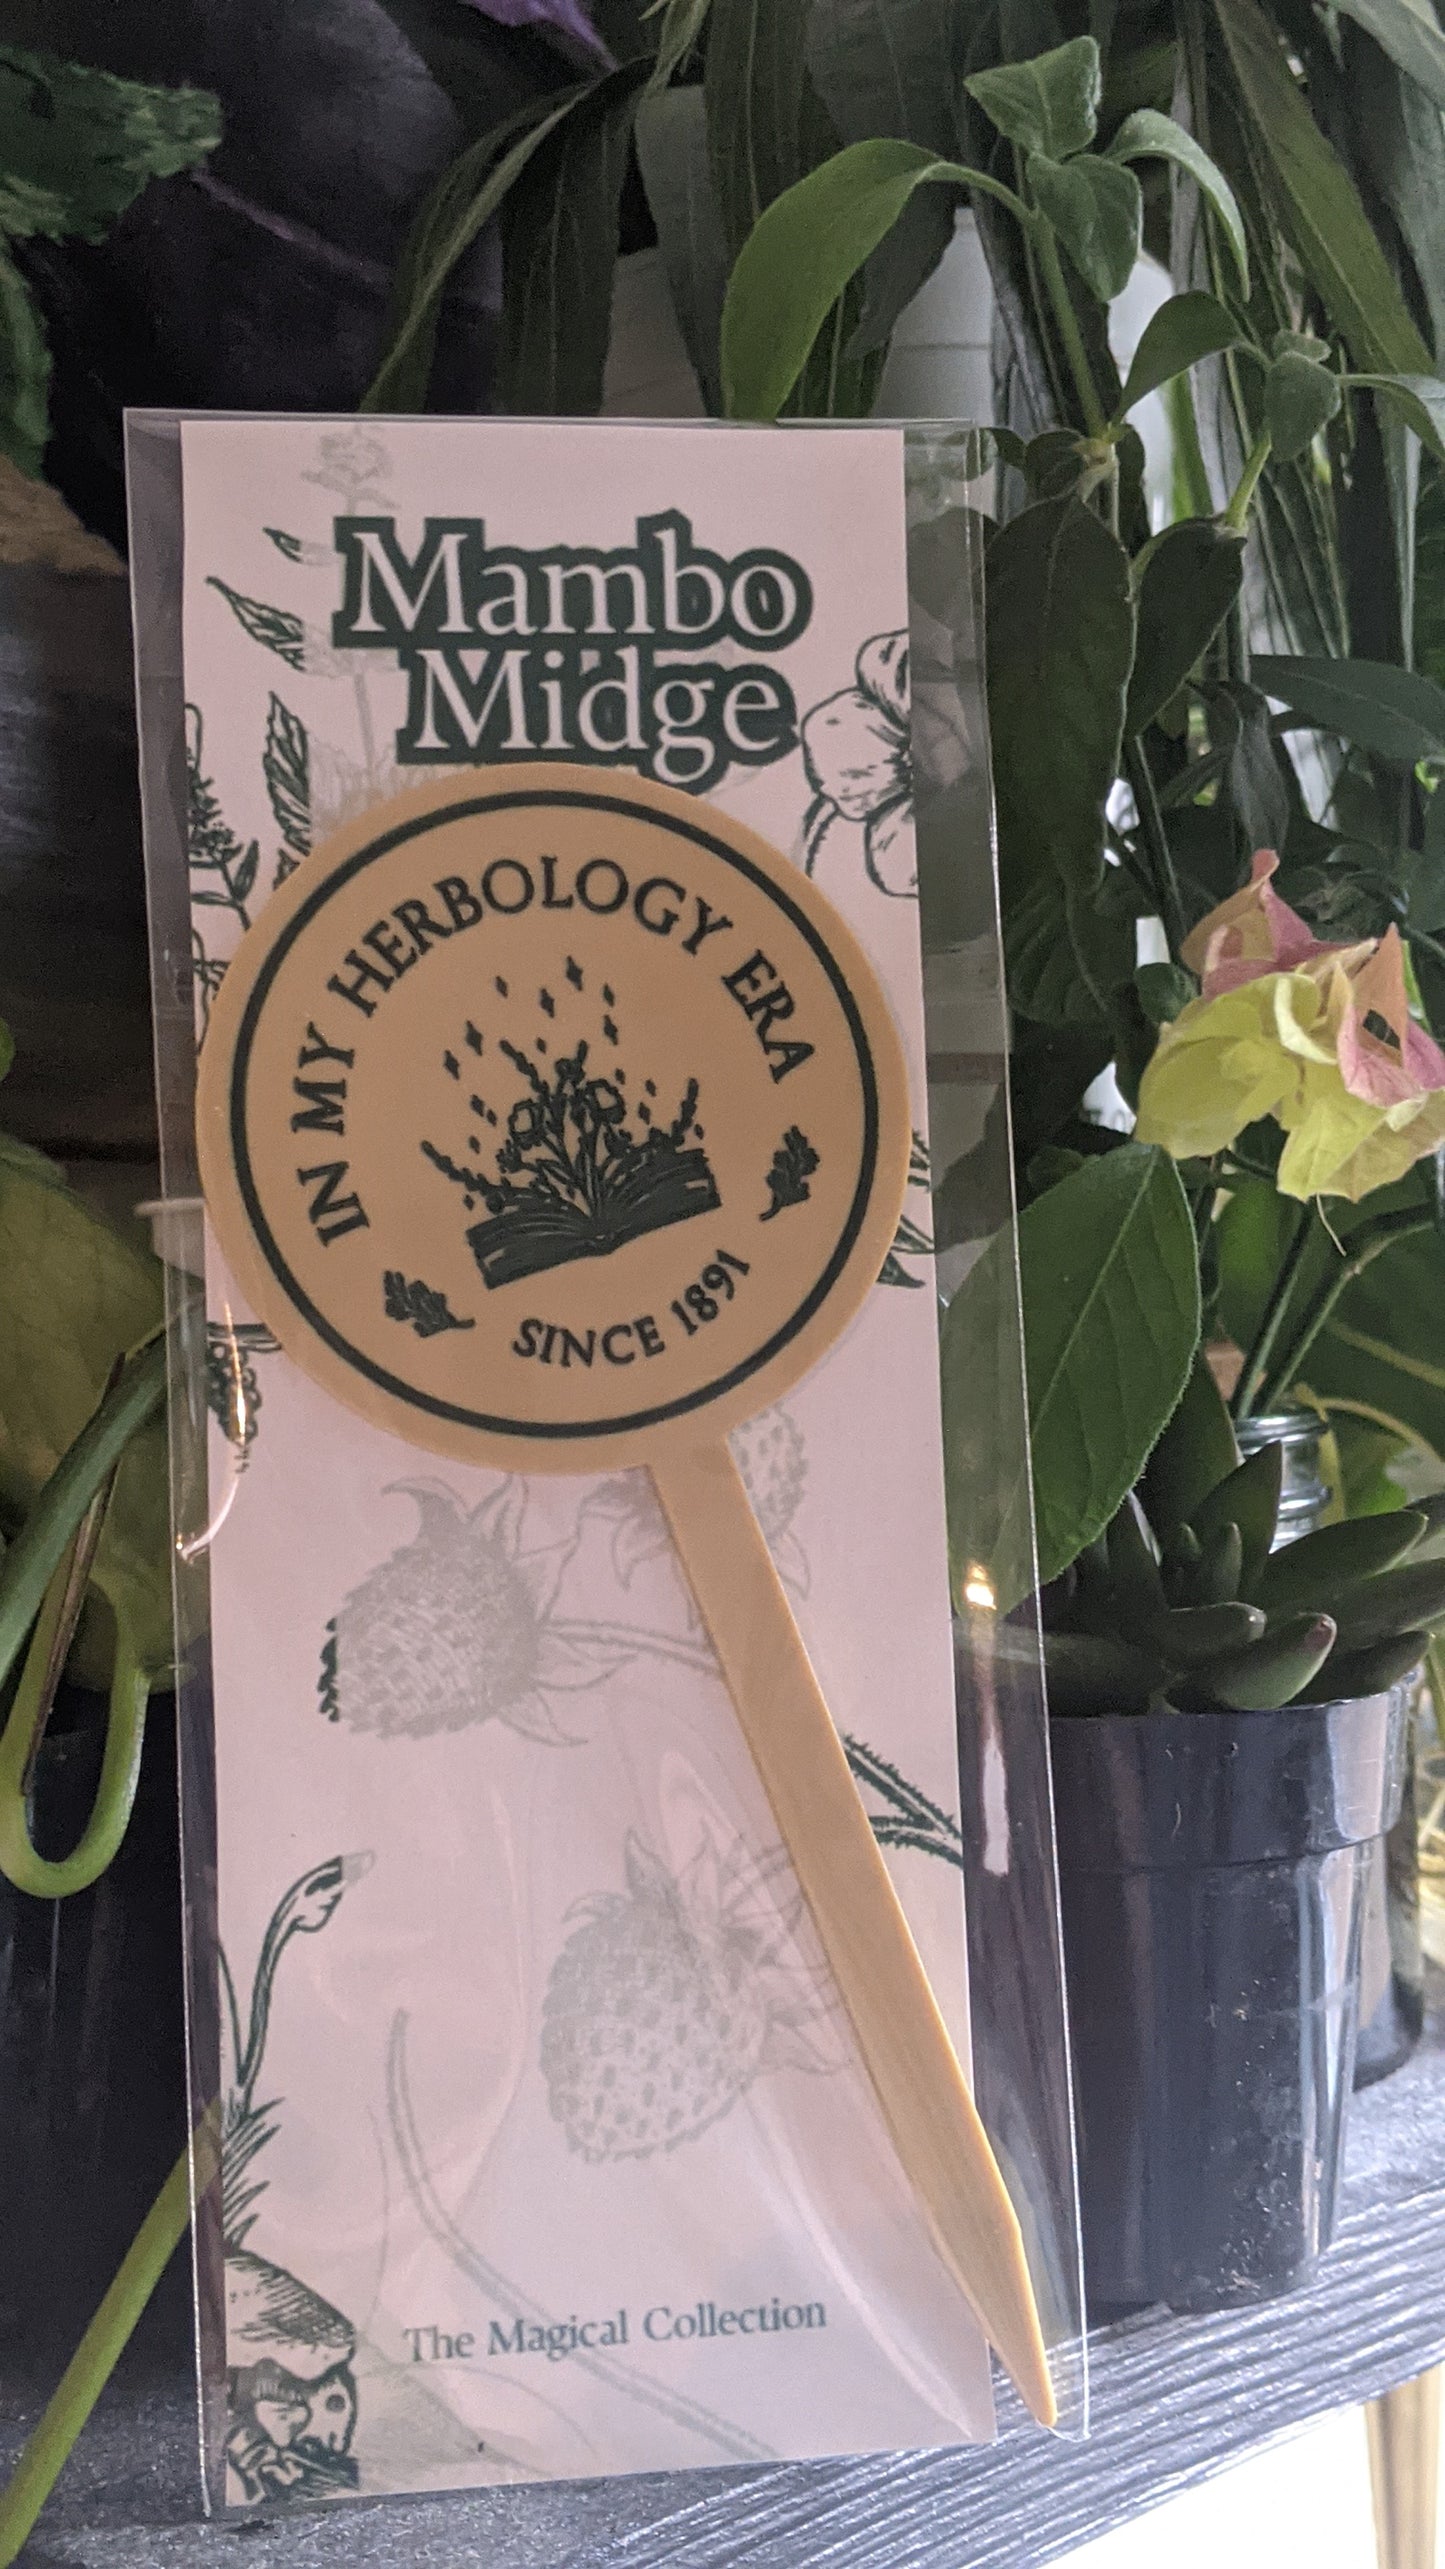 Mambo
Midge
IN MY HERBOLOGY ERA
SINCE 1891
The Magical Collection